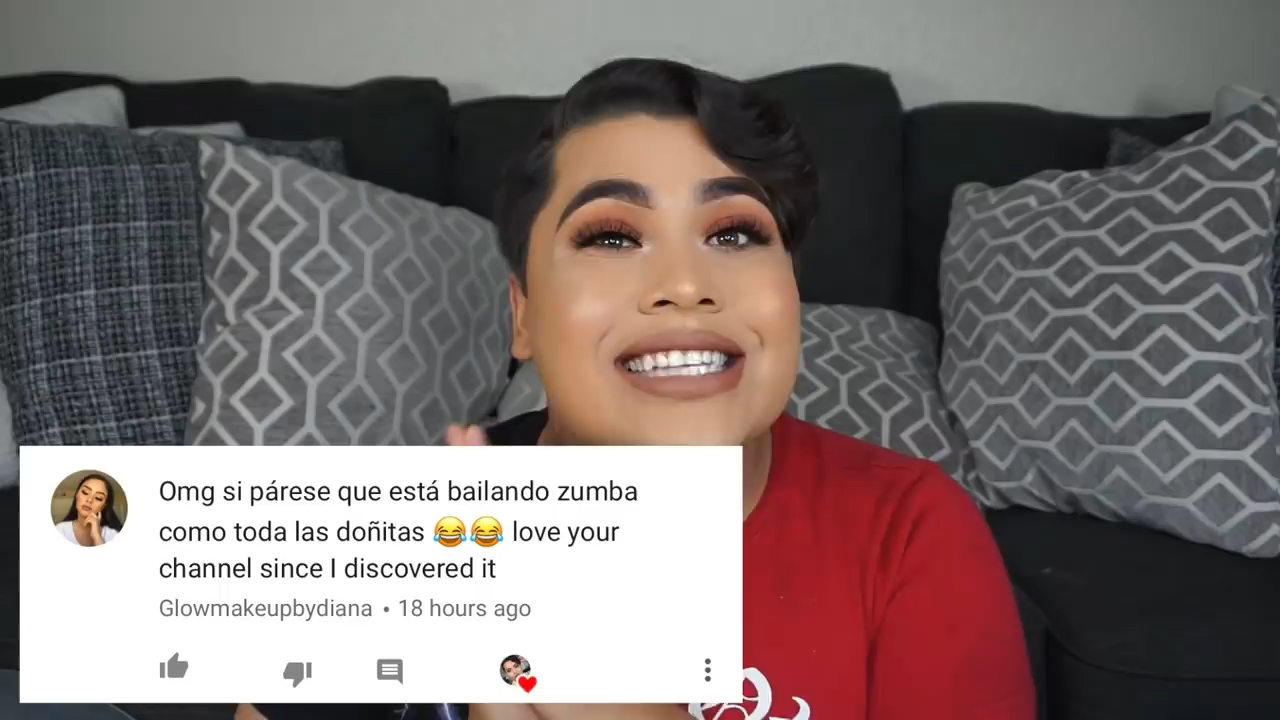 Omg si párese que está bailando zumba
como toda las doñitas 😂😂 love your
channel since I discovered it
Glowmakeupbydiana • 18 hours ago